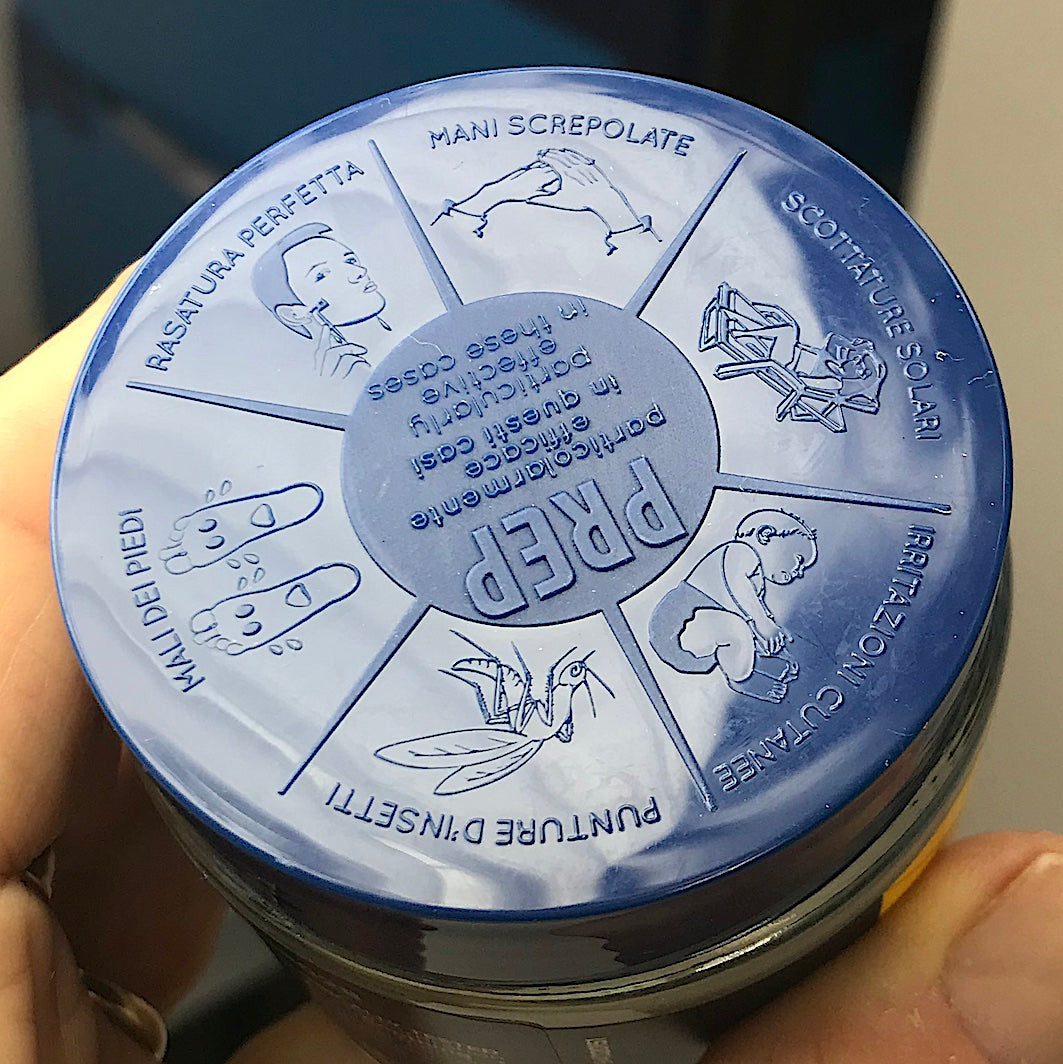 MANI SCREPOLATE
SCOTTATURE SOLARI
IRRITAZIONI CUTANEE
PUNTURE D'INSETTI
MALI DEI PIEDI
RASATURA PERFETTA
PREP
particolarmente
efficace
in questi casi
particularly
effective
in these cases